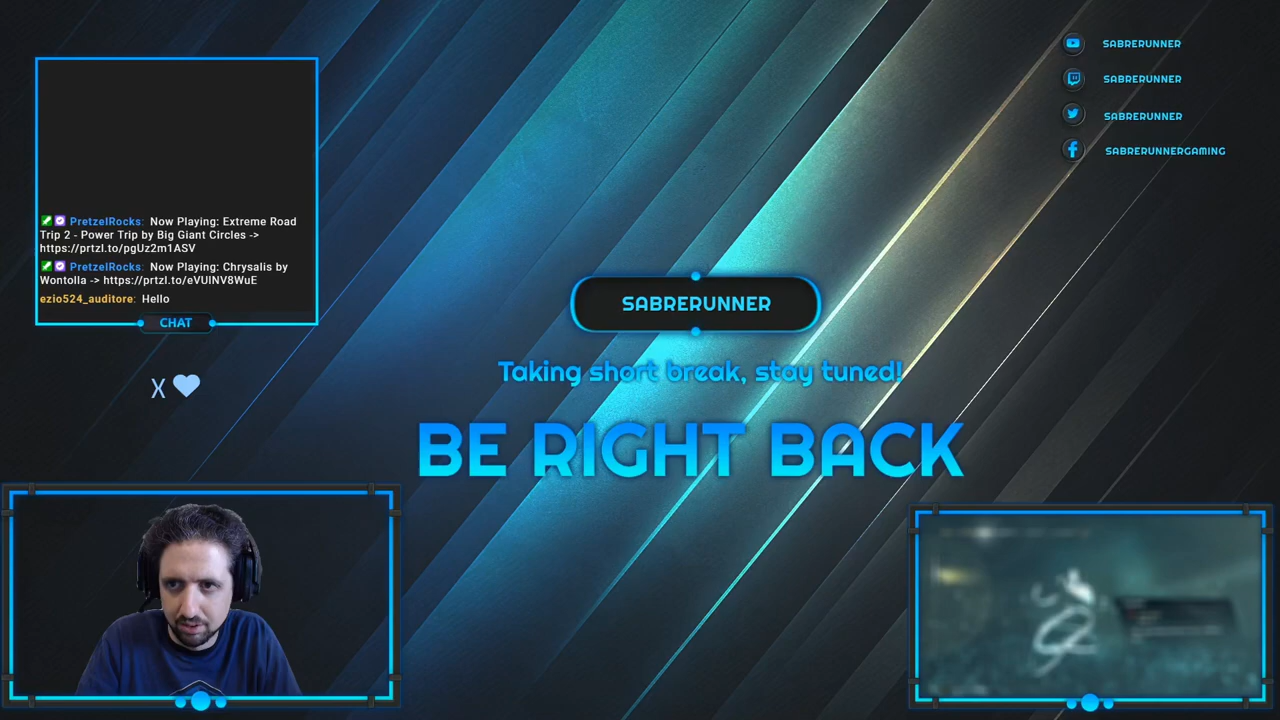 SABRERUNNER
SABRERUNNER
SABRERUNNER
SABRERUNNERGAMING
PretzelRocks: Now Playing: Extreme Road
Trip 2 - Power Trip by Big Giant Circles ->
https://prtzl.to/pgUz2m1ASV
PretzelRocks: Now Playing: Chrysalis by
Wontolla -> https://prtzl.to/eVUlNV8WuE
ezio524_auditore: Hello
CHAT
X
SABRERUNNER
Taking short break, stay tuned!
BE RIGHT BACK